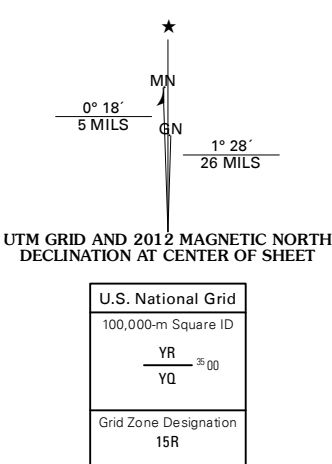 MN
0° 18´
5 MILS
GN
1° 28´
26 MILS
UTM GRID AND 2012 MAGNETIC NORTH
DECLINATION AT CENTER OF SHEET
U.S. National Grid
100,000-m Square ID
YR
35 00
YQ
Grid Zone Designation
15R